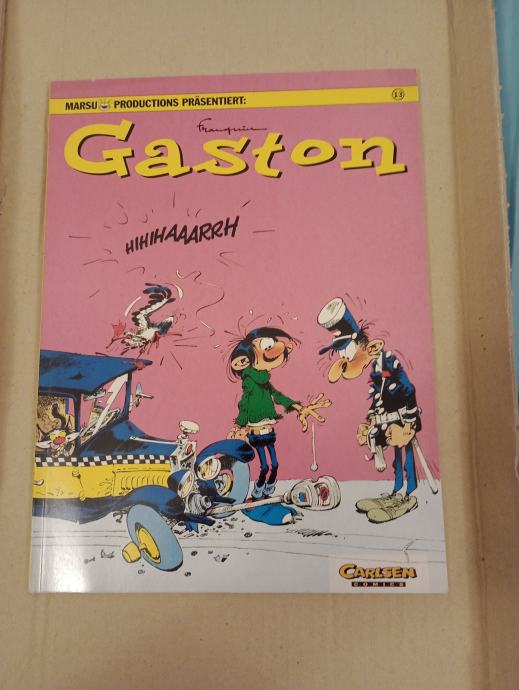 MARSU PRODUCTIONS PRÄSENTIERT:
13
Franquin
Gaston
HIHIHAAARRH
CARLSEN
COMICS